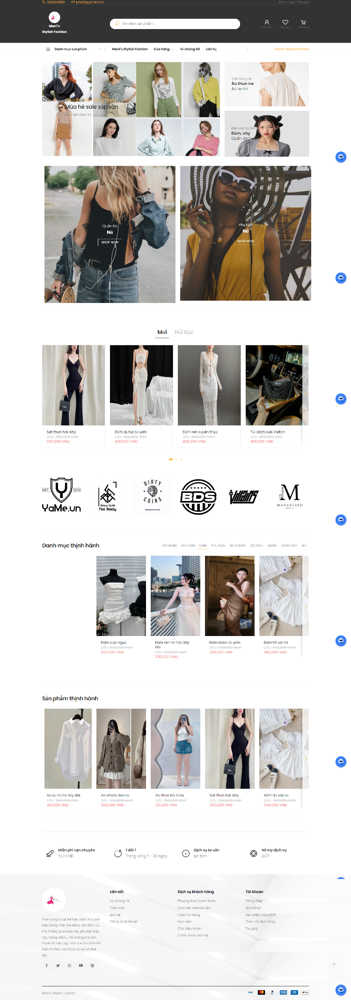 0382533858 phiphi@gmail.com Đăng nhập / Đăng ký
Mani's
Stylish Fashion
Tìm kiếm sản phẩm ...
Tài khoản Yêu thích Giỏ hàng
Danh mục sản phẩm Mani's Stylish Fashion Cửa hàng Về chúng tôi Liên hệ Mani's Stylish Fashion
Mùa hè sale sập sàn
Mua sắm đón hè
Thời trang nữ
Áo thun nữ
Áo sơ mi
Đầm nữ cá tính
Đầm, váy
Quần Jean
Quần áo
Nữ
SHOP NOW
Phụ kiện
Nữ
SHOP NOW
Mới Nổi Bậc
Set thun hai dây
Gốc: 350,000 VNĐ
330,000 VNĐ
Đầm dạ hội cổ yếm
Gốc: 450,000 VNĐ
430,000 VNĐ
Đầm ren xuyên thấu
Gốc: 450,000 VNĐ
430,000 VNĐ
Túi xách Luis Vuiton
Gốc: 450,000 VNĐ
430,000 VNĐ
EST. 2010
YaMe.vn
Show Outfit
Not Body
DIRTY
COINS
BDS
M
MANASTASH
MEDIA
Danh mục thịnh hành
ÁO SƠ MI ÁO THUN ĐẦM PHỤ KIỆN ÁO KHOÁC ÁO KIỂU QUẦN CHÂN VÁY SET
Đầm cúp ngực
Gốc: 300,000 VNĐ
250,000 VNĐ
Đầm ren nữ hai dây
dài
Gốc: 350,000 VNĐ
330,000 VNĐ
Đầm maxi cổ yếm
Gốc: 350,000 VNĐ
330,000 VNĐ
Đầm trễ vai nữ
Gốc: 360,000 VNĐ
340,000 VNĐ
Sản phẩm thịnh hành
Áo sơ mi nữ tay dài
Gốc: 200,000 VNĐ
190,000 VNĐ
Áo khoác len nữ
Gốc: 290,000 VNĐ
260,000 VNĐ
Áo thun ba lỗ nữ
Gốc: 150,000 VNĐ
130,000 VNĐ
Set thun hai dây
Gốc: 350,000 VNĐ
330,000 VNĐ
Đầm trễ vai nữ
Gốc: 360,000 VNĐ
340,000 VNĐ
Miễn phí vận chuyển
Từ 0 VNĐ
1 đổi 1
Trong vòng 7 - 30 ngày
Dịch vụ tư vấn
tận tâm
Hỗ trợ dịch vụ
24/7
Thời trang là sự thể hiện thẩm mỹ phổ
biến trong một thời điểm, địa điểm cụ
thể, thông qua quần áo, phụ kiện, kiểu
tóc, trang điểm,... Nó không chỉ đơn
thuần là mặc đẹp, mà còn là cách thể
hiện cá tính, văn hóa, xã hội và thời
đại.
Liên kết
Về chúng tôi
Thắc mắc
Liên hệ
Đăng ký tài khoản
Dịch vụ khách hàng
Phương thức thanh toán
Cam kết hoàn lại tiền!
Hoàn trả hàng
Mua sắm
Các điều khoản
Chính sách bảo mật
Tài khoản
Đăng nhập
Giỏ hàng
Sản phẩm yêu thích
Theo dõi đơn hàng
Trợ giúp
Mani's Stylish Fashion
VISA PayPal Pay